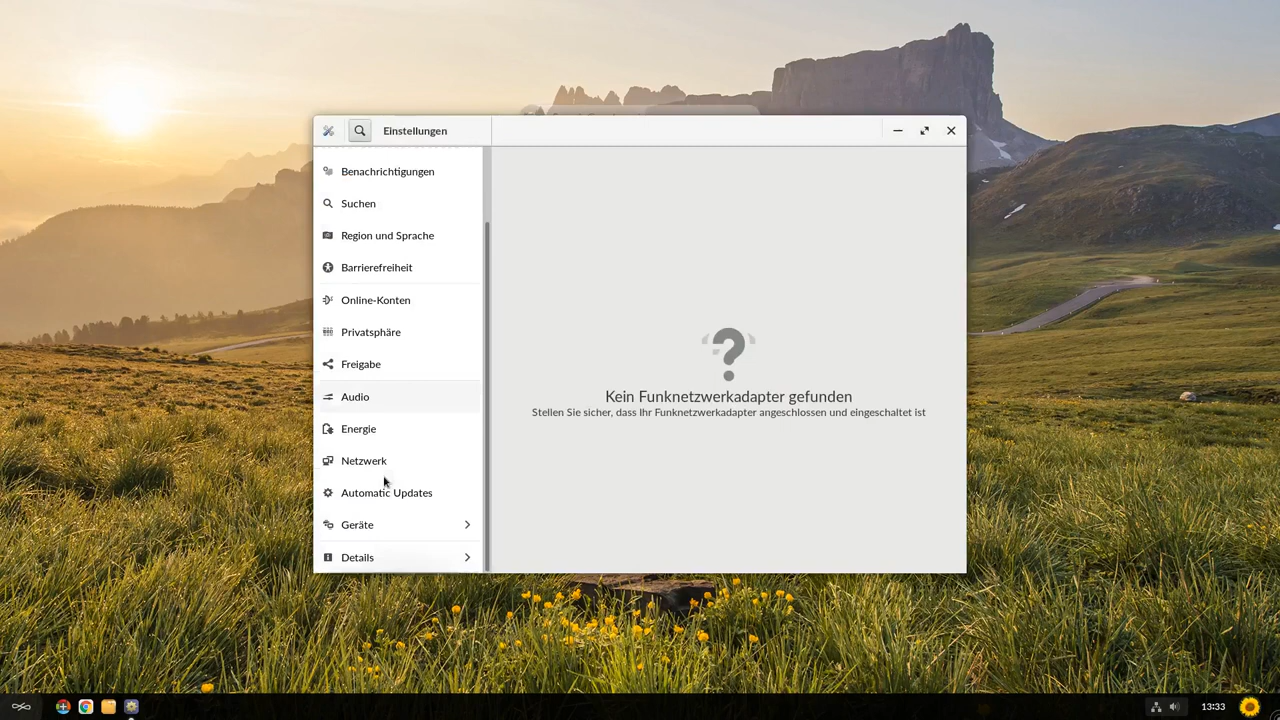 Einstellungen
Benachrichtigungen
Suchen
Region und Sprache
Barrierefreiheit
Online-Konten
Privatsphäre
Freigabe
Audio
Energie
Netzwerk
Automatic Updates
Geräte
Details
Kein Funknetzwerkadapter gefunden
Stellen Sie sicher, dass Ihr Funknetzwerkadapter angeschlossen und eingeschaltet ist
13:33